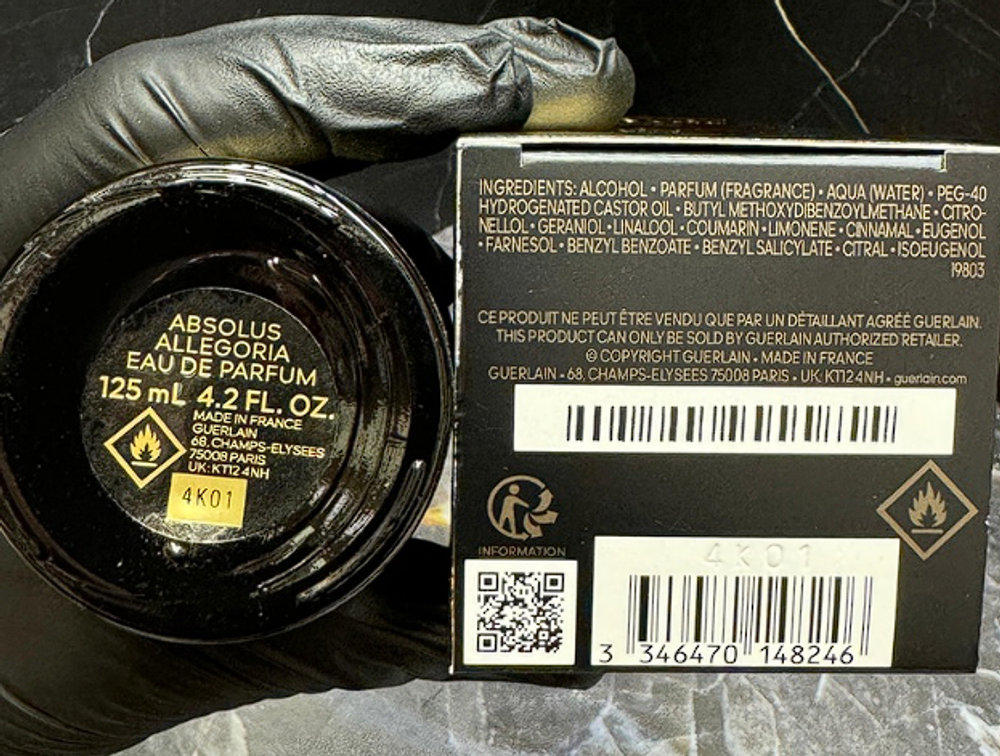 ABSOLUS
ALLEGORIA
EAU DE PARFUM
125 mL 4.2 FL. OZ.
MADE IN FRANCE
GUERLAIN
68, CHAMPS-ELYSEES
75008 PARIS
UK: KT12 4NH
4K01
INGREDIENTS: ALCOHOL • PARFUM (FRAGRANCE) • AQUA (WATER) • PEG-40
HYDROGENATED CASTOR OIL • BUTYL METHOXYDIBENZOYLMETHANE • CITRO-
NELLOL • GERANIOL • LINALOOL • COUMARIN • LIMONENE • CINNAMAL • EUGENOL
• FARNESOL • BENZYL BENZOATE • BENZYL SALICYLATE • CITRAL • ISOEUGENOL
19803
CE PRODUIT NE PEUT ÊTRE VENDU QUE PAR UN DÉTAILLANT AGRÉÉ GUERLAIN.
THIS PRODUCT CAN ONLY BE SOLD BY GUERLAIN AUTHORIZED RETAILER.
© COPYRIGHT GUERLAIN • MADE IN FRANCE
GUERLAIN • 68, CHAMPS-ELYSEES 75008 PARIS • UK: KT12 4NH • guerlain.com
INFORMATION
4K01
3 346470 148246